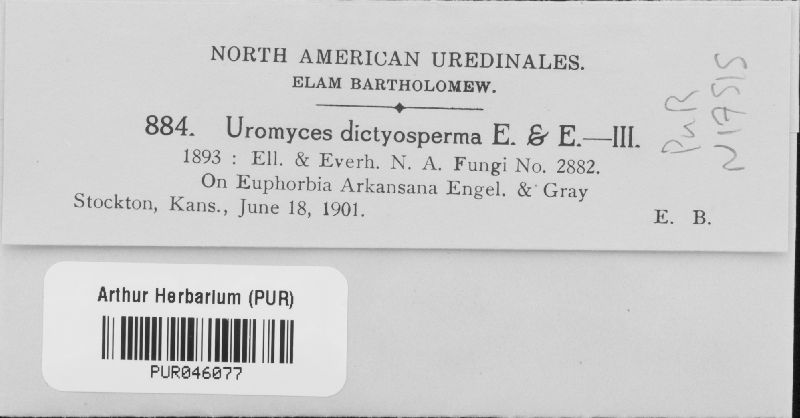 NORTH AMERICAN UREDINALES.
ELAM BARTHOLOMEW.
884. Uromyces dictyosperma E. & E.—III.
1893 : Ell. & Everh. N. A. Fungi No. 2882.
On Euphorbia Arkansana Engel. & Gray
Stockton, Kans., June 18, 1901.
E. B.
PUR
N17515
Arthur Herbarium (PUR)
PUR046077